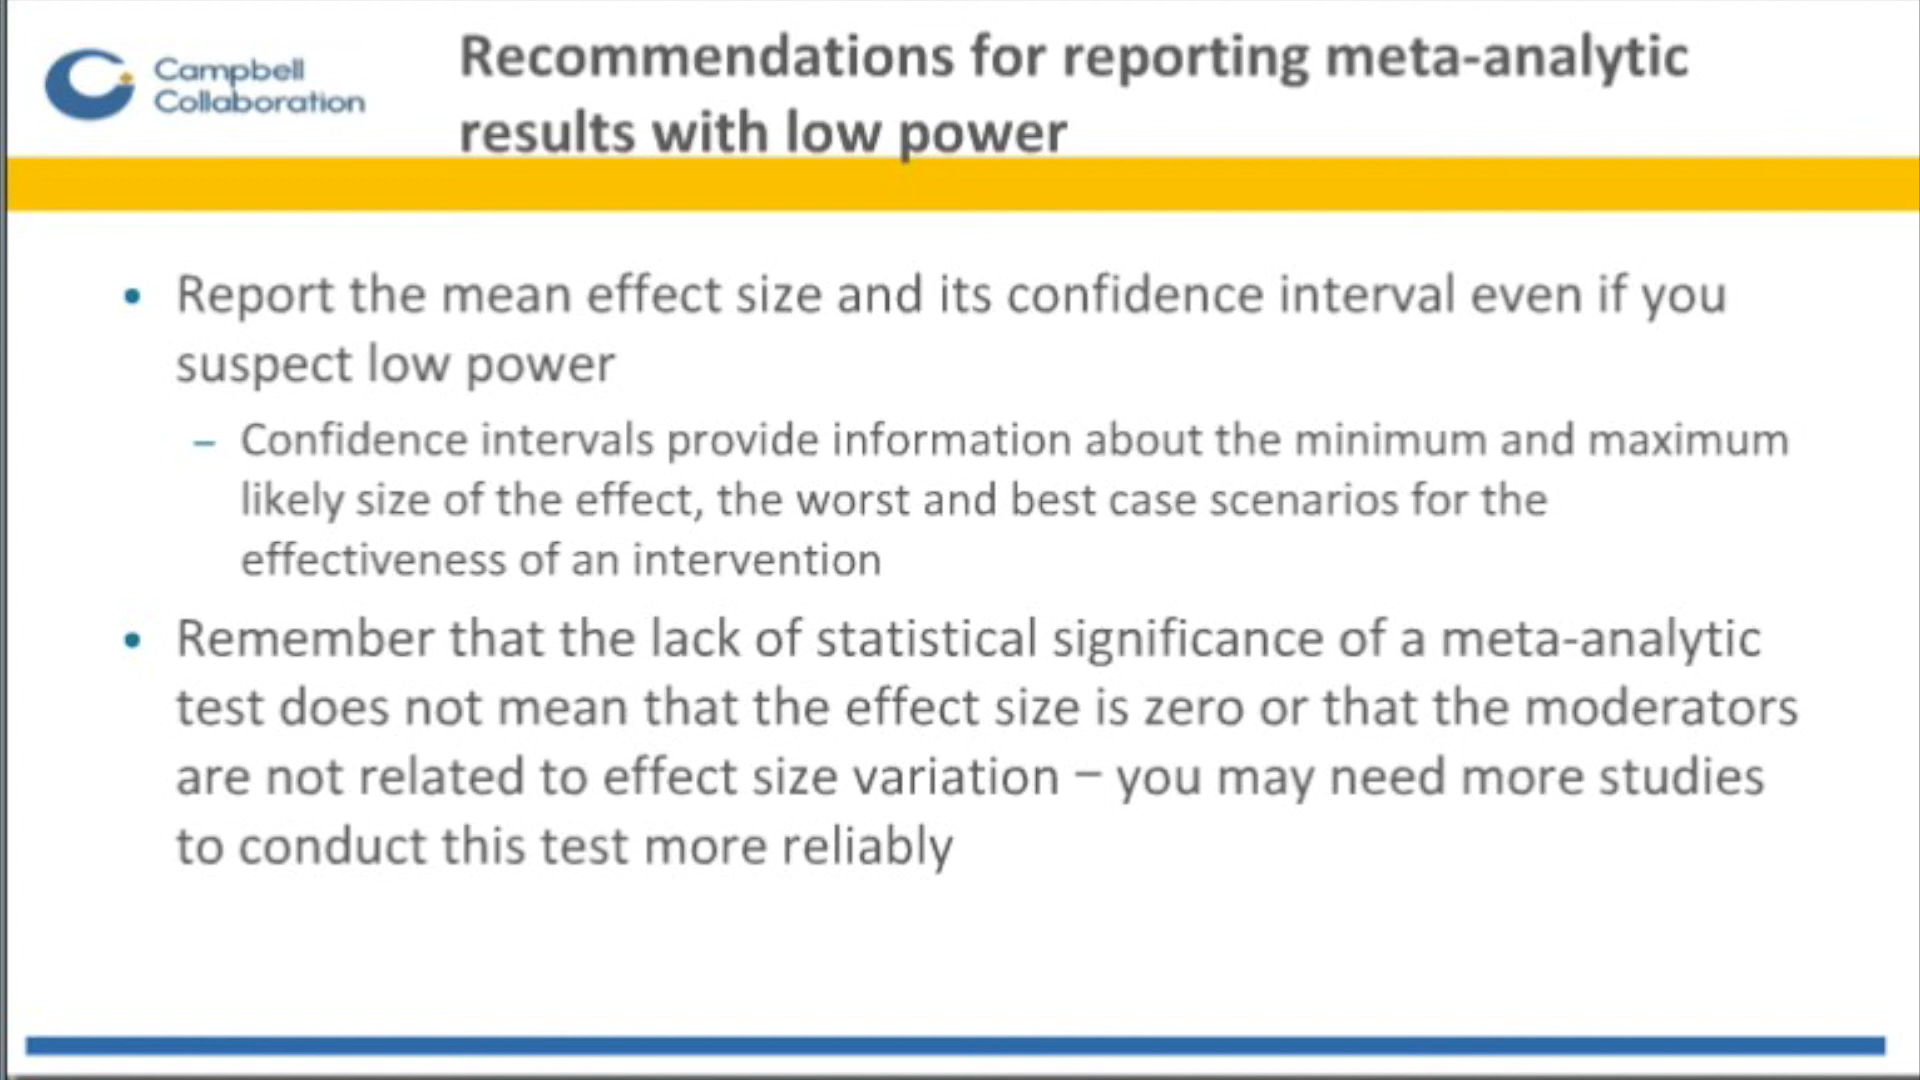 Campbell
Collaboration
Recommendations for reporting meta-analytic
results with low power
• Report the mean effect size and its confidence interval even if you
suspect low power
– Confidence intervals provide information about the minimum and maximum
likely size of the effect, the worst and best case scenarios for the
effectiveness of an intervention
• Remember that the lack of statistical significance of a meta-analytic
test does not mean that the effect size is zero or that the moderators
are not related to effect size variation – you may need more studies
to conduct this test more reliably